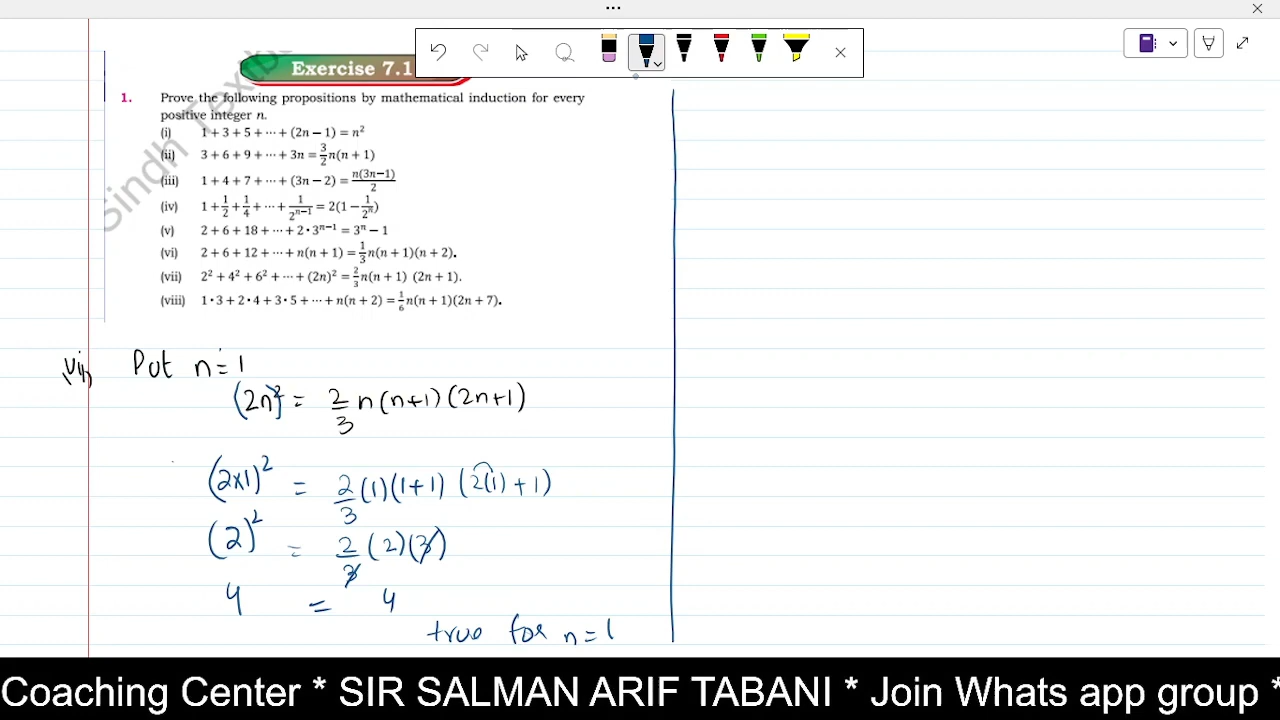 Exercise 7.1
1. Prove the following propositions by mathematical induction for every
positive integer n.
(i) 1 + 3 + 5 + ⋯ + (2n − 1) = n²
(ii) 3 + 6 + 9 + ⋯ + 3n = 3/2 n(n + 1)
(iii) 1 + 4 + 7 + ⋯ + (3n − 2) = n(3n−1)/2
(iv) 1 + 1/2 + 1/4 + ⋯ + 1/2ⁿ⁻¹ = 2(1 − 1/2ⁿ)
(v) 2 + 6 + 18 + ⋯ + 2 • 3ⁿ⁻¹ = 3ⁿ − 1
(vi) 2 + 6 + 12 + ⋯ + n(n + 1) = 1/3 n(n + 1)(n + 2).
(vii) 2² + 4² + 6² + ⋯ + (2n)² = 2/3 n(n + 1) (2n + 1).
(viii) 1 • 3 + 2 • 4 + 3 • 5 + ⋯ + n(n + 2) = 1/6 n(n + 1)(2n + 7).
Sindh Textbo
vii) Put n = 1
(2n)² = 2/3 n(n+1)(2n+1)
(2×1)² = 2/3 (1)(1+1)(2(1)+1)
(2)² = 2/3 (2)(3)
4 = 4
true for n = 1
Coaching Center * SIR SALMAN ARIF TABANI * Join Whats app group *